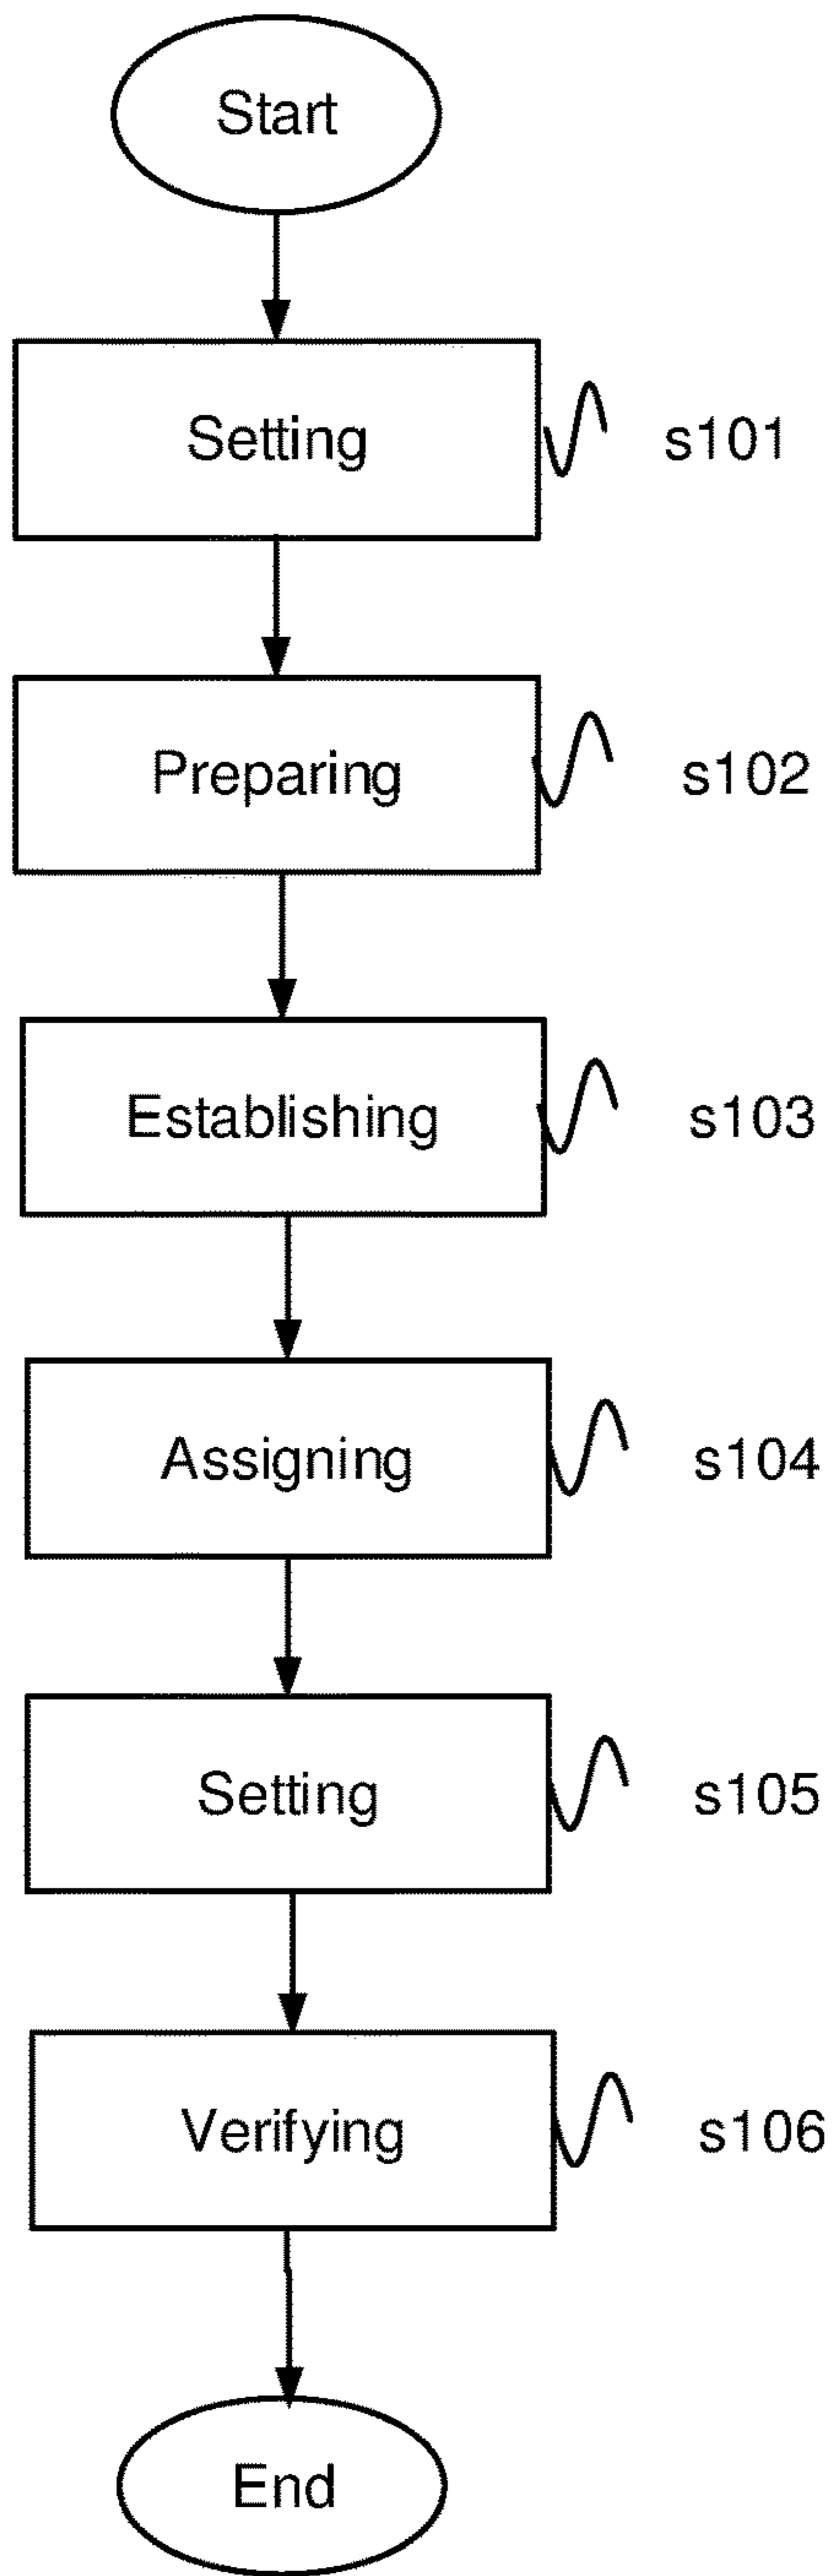 Start
Setting s101
Preparing s102
Establishing s103
Assigning s104
Setting s105
Verifying s106
End